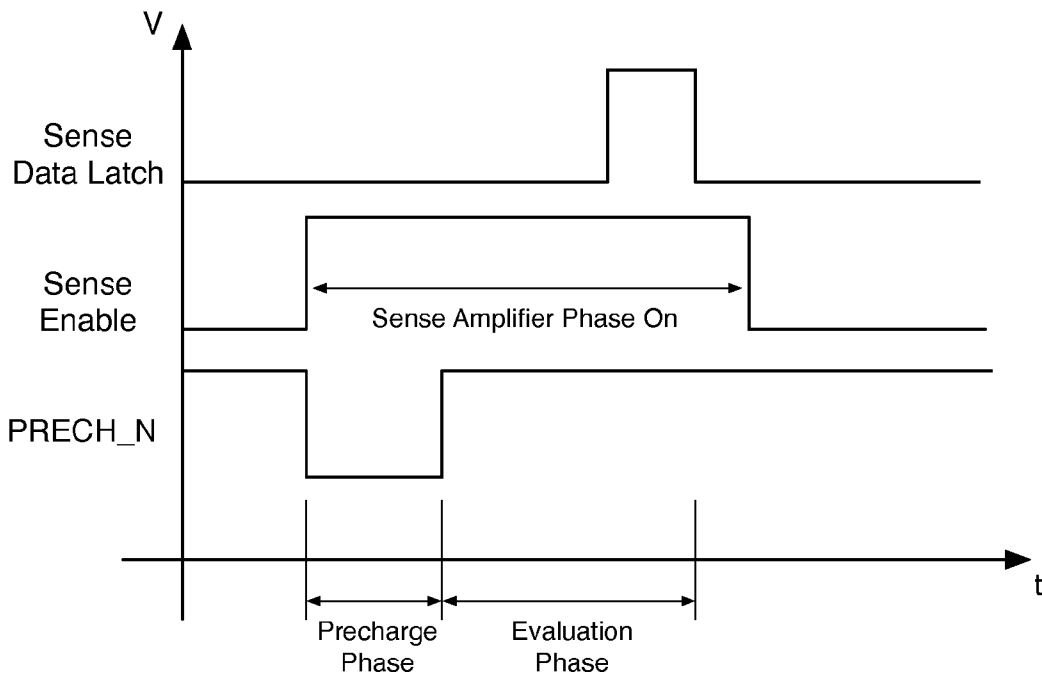 V
Sense
Data Latch
Sense
Enable
Sense Amplifier Phase On
PRECH_N
t
Precharge
Phase
Evaluation
Phase